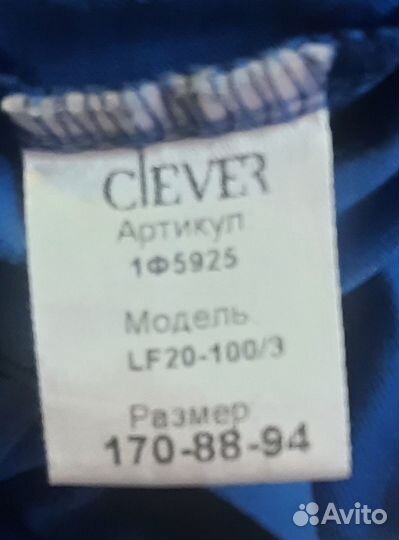 CLEVER
Артикул
1Ф5925
Модель
LF20-100/3
Размер
170-88-94
Avito